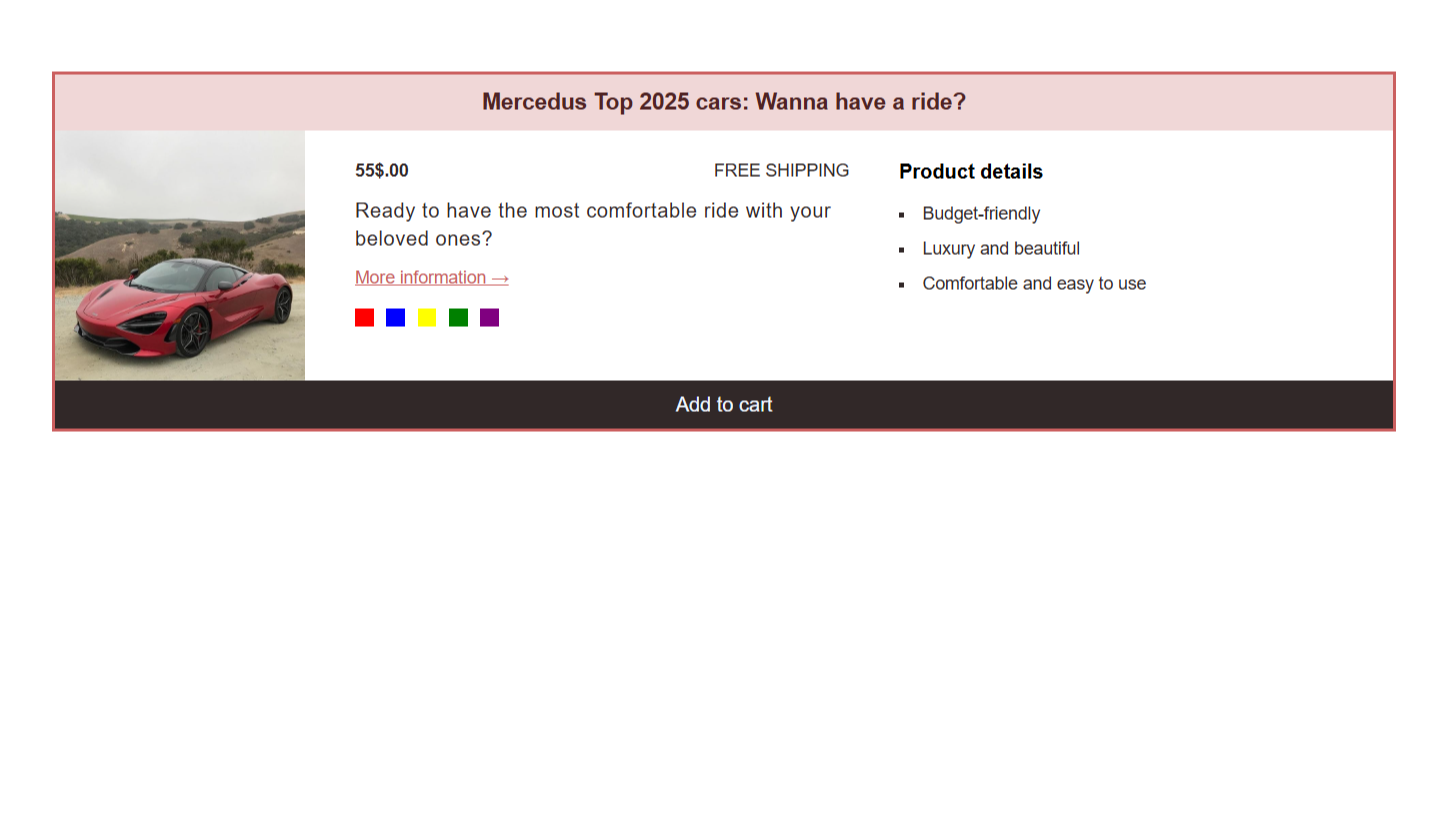 Mercedus Top 2025 cars: Wanna have a ride?
55$.00
FREE SHIPPING
Ready to have the most comfortable ride with your
beloved ones?
More information →
Product details
Budget-friendly
Luxury and beautiful
Comfortable and easy to use
Add to cart